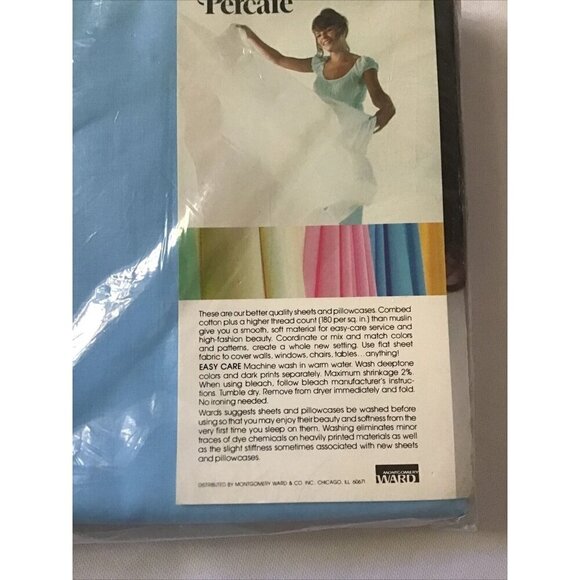 Percale
These are our better quality sheets and pillowcases. Combed
cotton plus a higher thread count (180 per sq. in.) than muslin
give you a smooth, soft material for easy-care service and
high-fashion beauty. Coordinate or mix and match colors
and patterns, create a whole new setting. Use flat sheet
fabric to cover walls, windows, chairs, tables...anything!
EASY CARE Machine wash in warm water. Wash deeptone
colors and dark prints separately. Maximum shrinkage 2%.
When using bleach, follow bleach manufacturer's instruc-
tions. Tumble dry. Remove from dryer immediately and fold.
No ironing needed.
Wards suggests sheets and pillowcases be washed before
using so that you may enjoy their beauty and softness from the
very first time you sleep on them. Washing eliminates minor
traces of dye chemicals on heavily printed materials as well
as the slight stiffness sometimes associated with new sheets
and pillowcases.
DISTRIBUTED BY MONTGOMERY WARD & CO. INC. CHICAGO, ILL 60671
MONTGOMERY
WARD